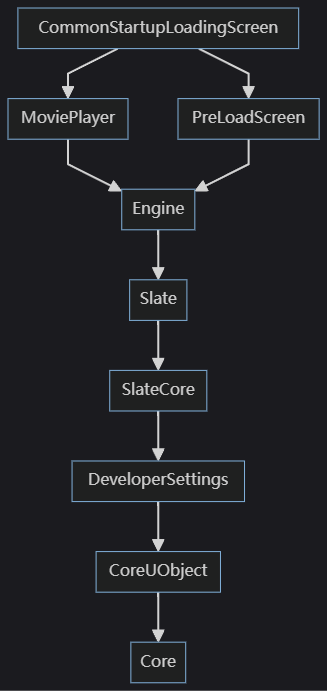 CommonStartupLoadingScreen
MoviePlayer
PreLoadScreen
Engine
Slate
SlateCore
DeveloperSettings
CoreUObject
Core